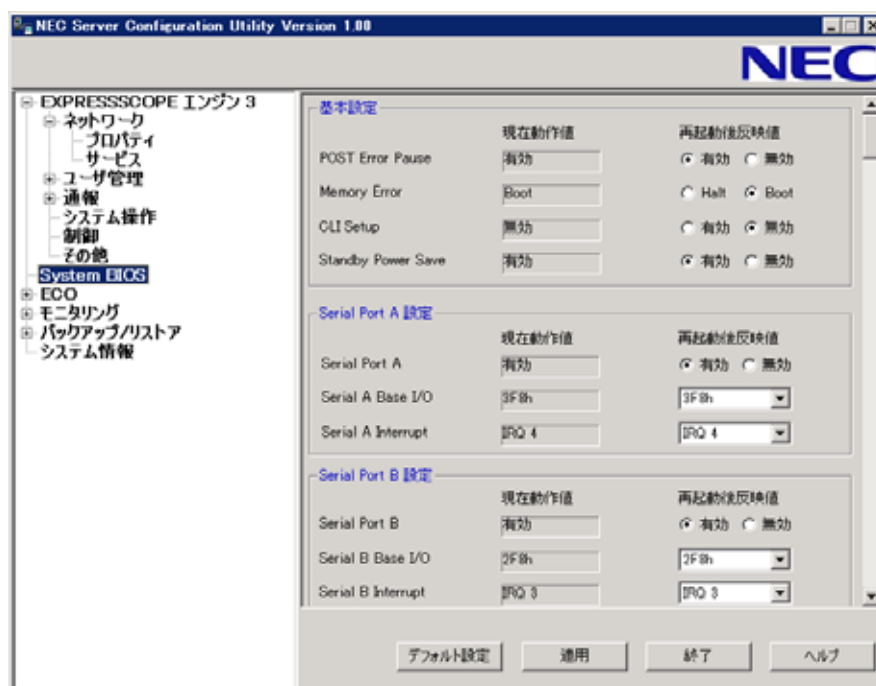 NEC Server Configuration Utility Version 1.00
NEC
EXPRESSSCOPE エンジン 3
ネットワーク
プロパティ
サービス
ユーザ管理
通報
システム操作
制御
その他
System BIOS
ECO
モニタリング
バックアップ/リストア
システム情報
基本設定
現在動作値 再起動後反映値
POST Error Pause 有効 有効 無効
Memory Error Boot Halt Boot
CLI Setup 無効 有効 無効
Standby Power Save 有効 有効 無効
Serial Port A 設定
現在動作値 再起動後反映値
Serial Port A 有効 有効 無効
Serial A Base I/O 3F8h 3F8h
Serial A Interrupt IRQ 4 IRQ 4
Serial Port B 設定
現在動作値 再起動後反映値
Serial Port B 有効 有効 無効
Serial B Base I/O 2F8h 2F8h
Serial B Interrupt IRQ 3 IRQ 3
デフォルト設定 適用 終了 ヘルプ